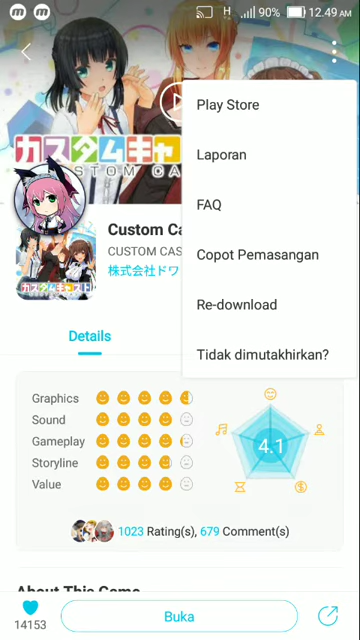 H 90% 12.49 AM
Play Store
Laporan
FAQ
Copot Pemasangan
Re-download
Tidak dimutakhirkan?
カスタムキャ
STOM CA
カスタムキャスト
Custom Ca
CUSTOM CAS
株式会社ドワ
Details
Graphics
Sound
Gameplay
Storyline
Value
4.1
1023 Rating(s), 679 Comment(s)
About This Game
14153
Buka